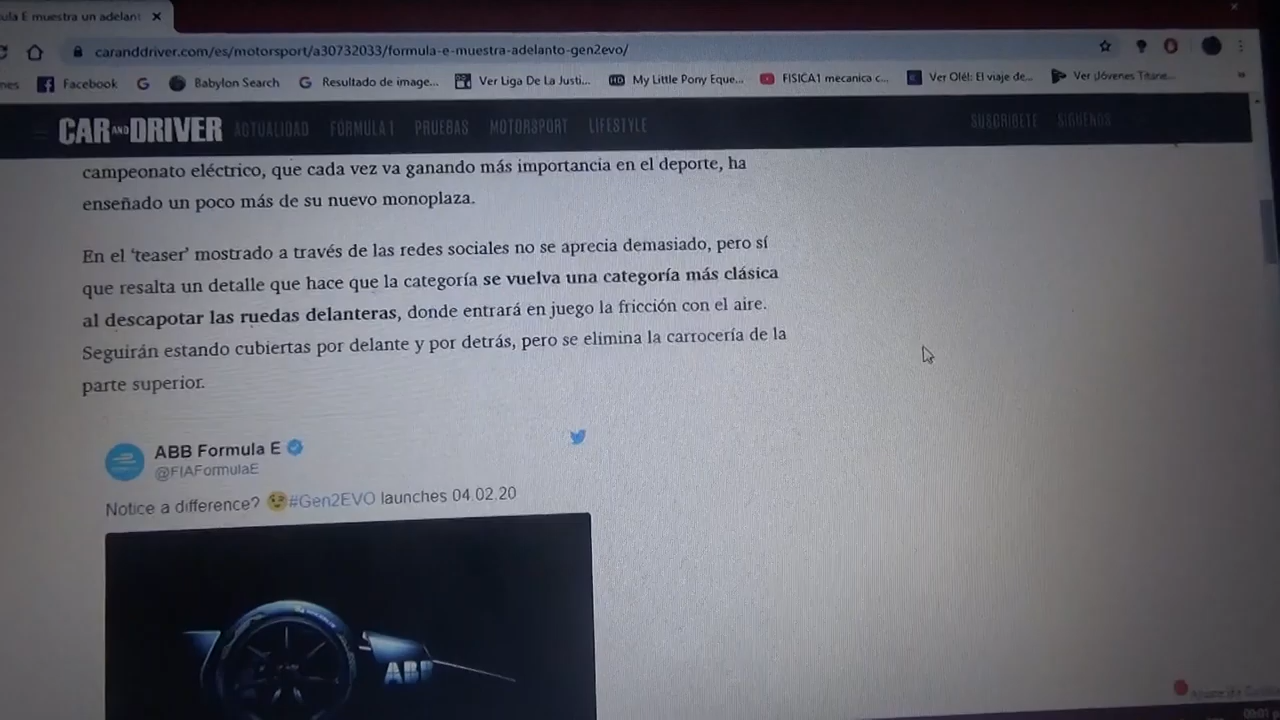 ula E muestra un adelant
caranddriver.com/es/motorsport/a30732033/formula-e-muestra-adelanto-gen2evo/
nes Facebook Babylon Search Resultado de image... Ver Liga De La Justi... My Little Pony Eque... FISICA1 mecanica c... Ver Olé!: El viaje de... Ver ¡Jóvenes Titane...
CAR AND DRIVER ACTUALIDAD FÓRMULA 1 PRUEBAS MOTORSPORT LIFESTYLE SUSCRÍBETE SÍGUENOS
campeonato eléctrico, que cada vez va ganando más importancia en el deporte, ha
enseñado un poco más de su nuevo monoplaza.
En el ‘teaser’ mostrado a través de las redes sociales no se aprecia demasiado, pero sí
que resalta un detalle que hace que la categoría se vuelva una categoría más clásica
al descapotar las ruedas delanteras, donde entrará en juego la fricción con el aire.
Seguirán estando cubiertas por delante y por detrás, pero se elimina la carrocería de la
parte superior.
ABB Formula E
@FIAFormulaE
Notice a difference? #Gen2EVO launches 04.02.20
ABB